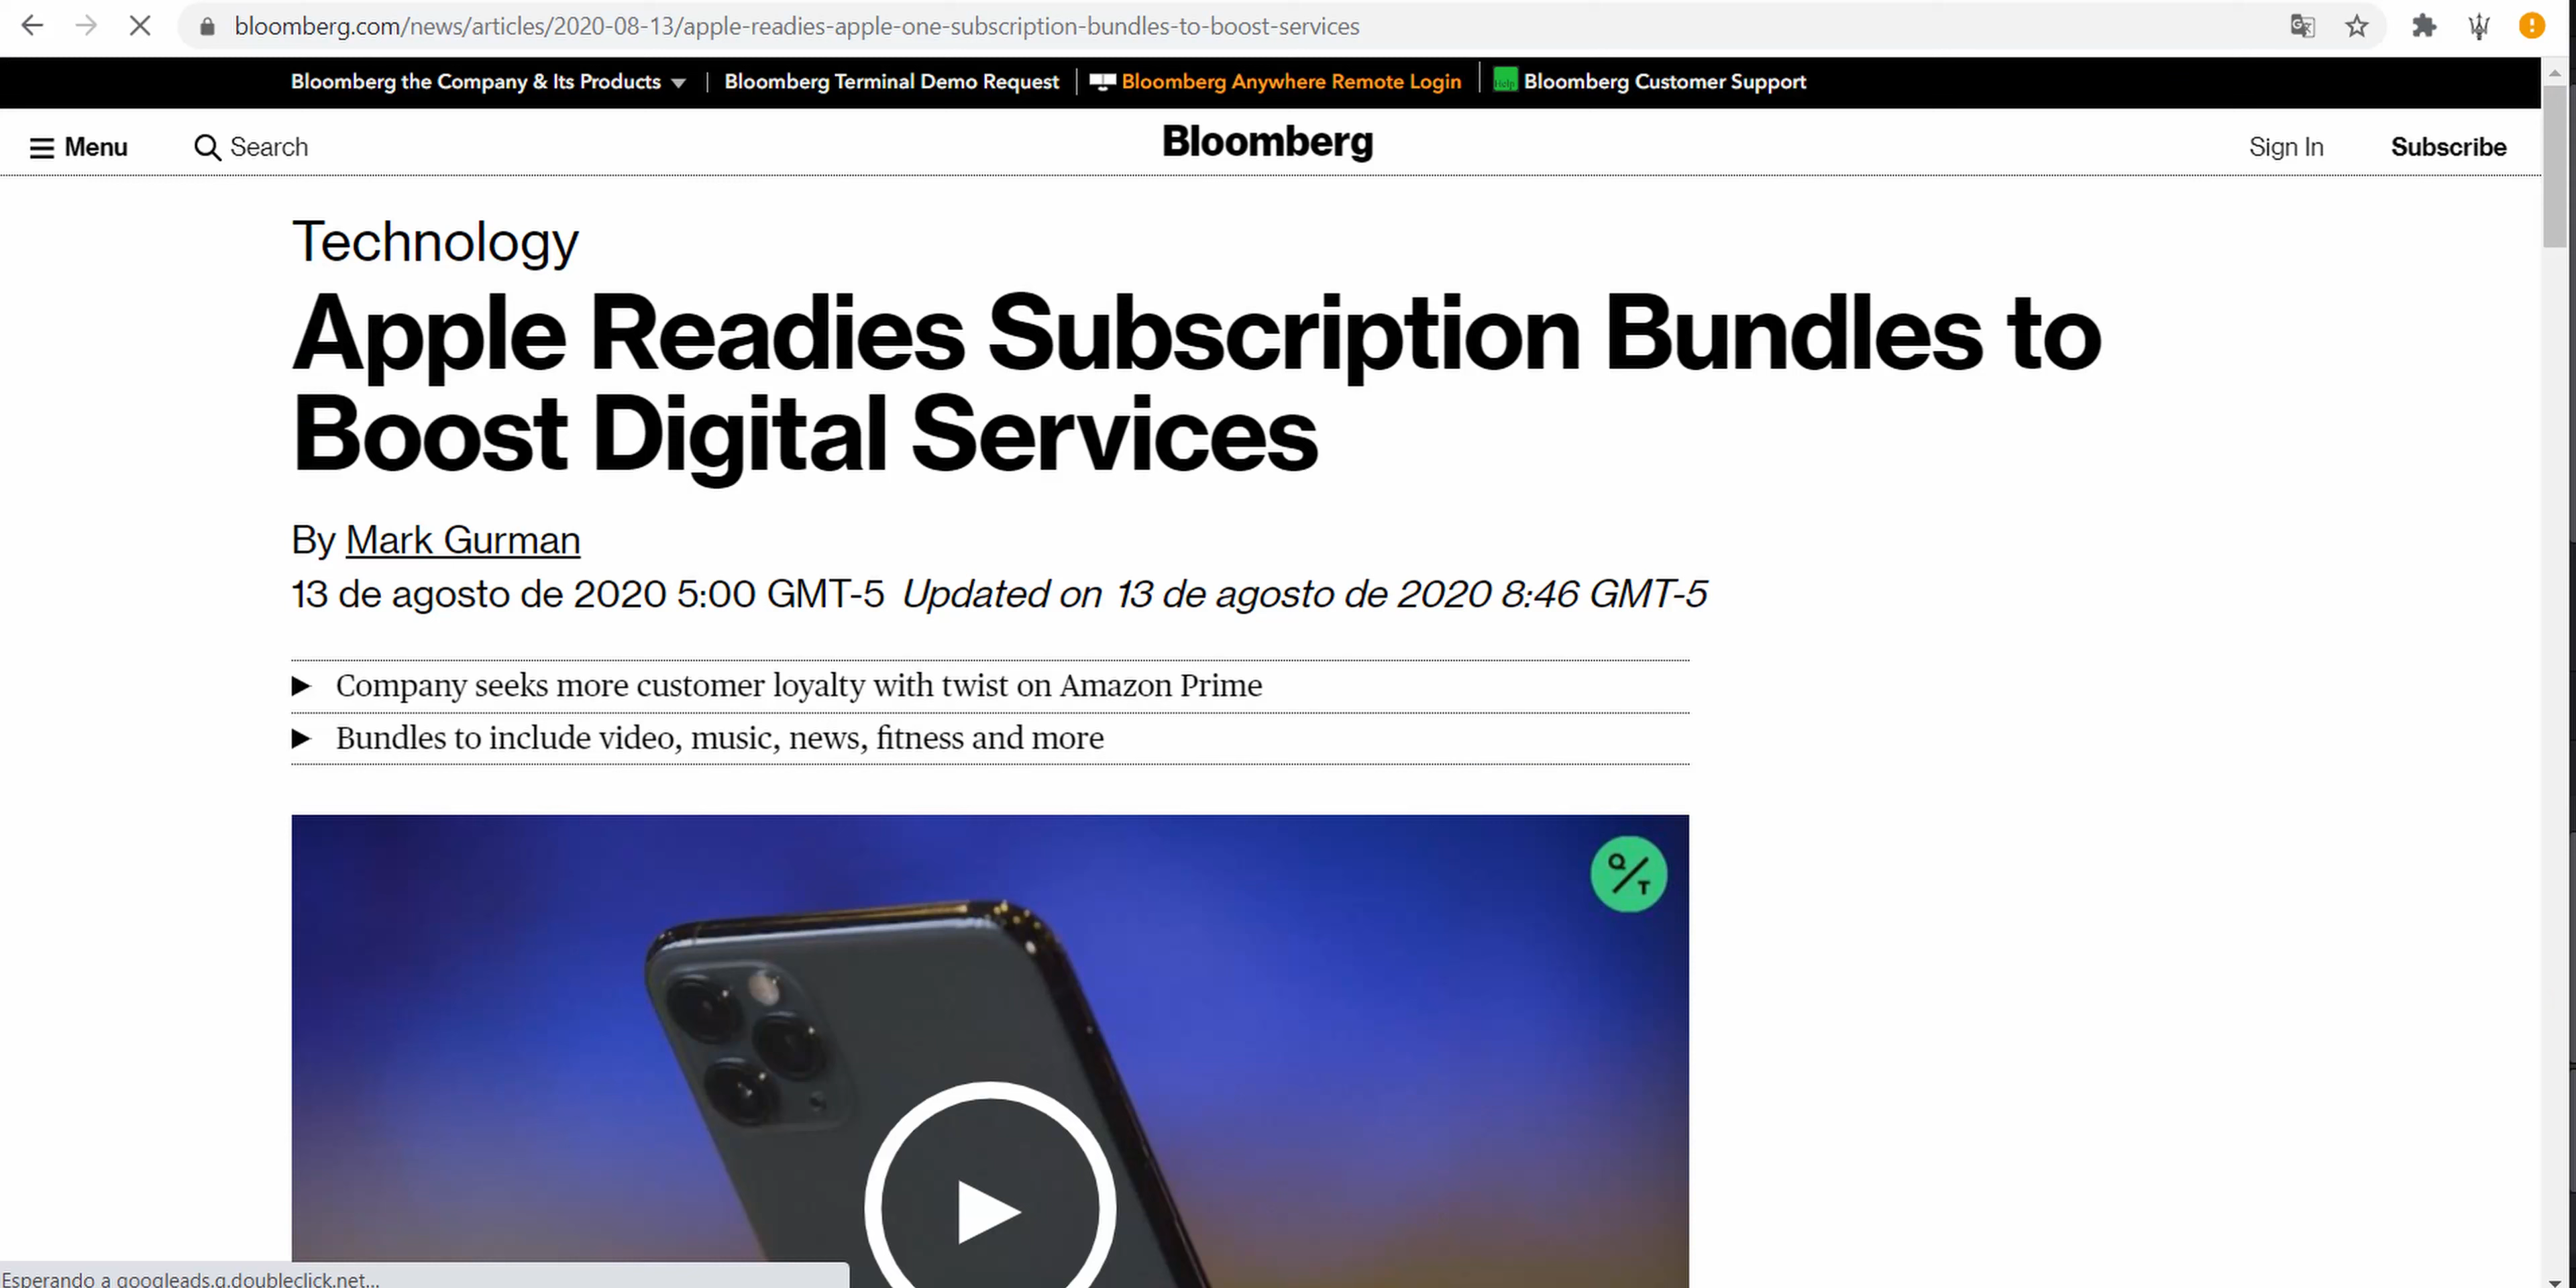 bloomberg.com/news/articles/2020-08-13/apple-readies-apple-one-subscription-bundles-to-boost-services
Bloomberg the Company & Its Products | Bloomberg Terminal Demo Request | Bloomberg Anywhere Remote Login | Help Bloomberg Customer Support
Menu Search Bloomberg Sign In Subscribe
Technology
Apple Readies Subscription Bundles to
Boost Digital Services
By Mark Gurman
13 de agosto de 2020 5:00 GMT-5 Updated on 13 de agosto de 2020 8:46 GMT-5
Company seeks more customer loyalty with twist on Amazon Prime
Bundles to include video, music, news, fitness and more
Q/T
Esperando a googleads.g.doubleclick.net...